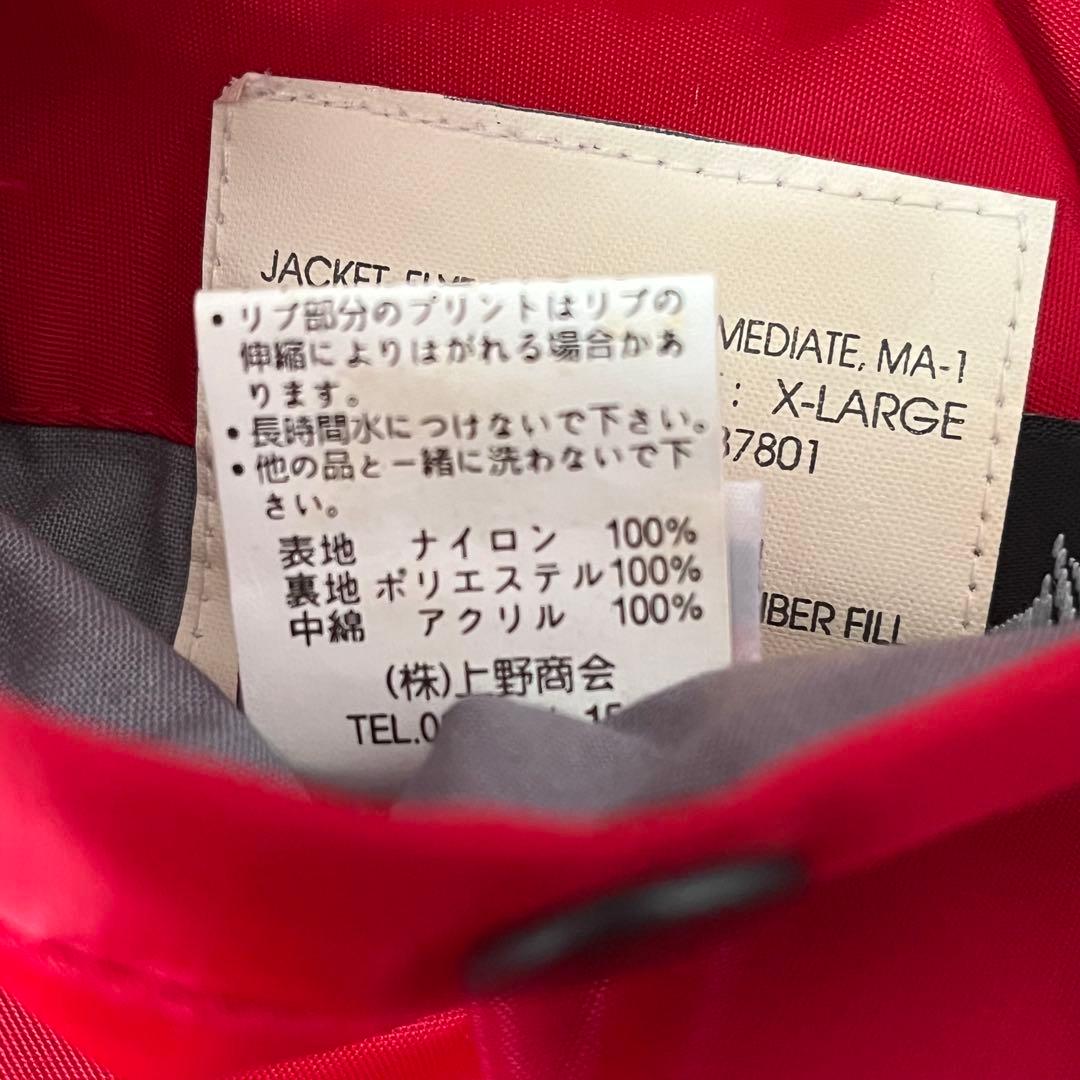 JACKET,
MEDIATE, MA-1
: X-LARGE
37801
IBER FILL
・リブ部分のプリントはリブの
伸縮によりはがれる場合があ
ります。
・長時間水につけないで下さい。
・他の品と一緒に洗わないで下
さい。
表地 ナイロン 100%
裏地 ポリエステル 100%
中綿 アクリル 100%
(株)上野商会
TEL.0